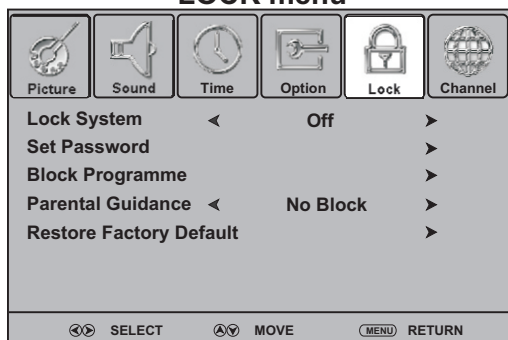 LOCK menu
Picture Sound Time Option Lock Channel
Lock System Off
Set Password
Block Programme
Parental Guidance No Block
Restore Factory Default
SELECT MOVE MENU RETURN